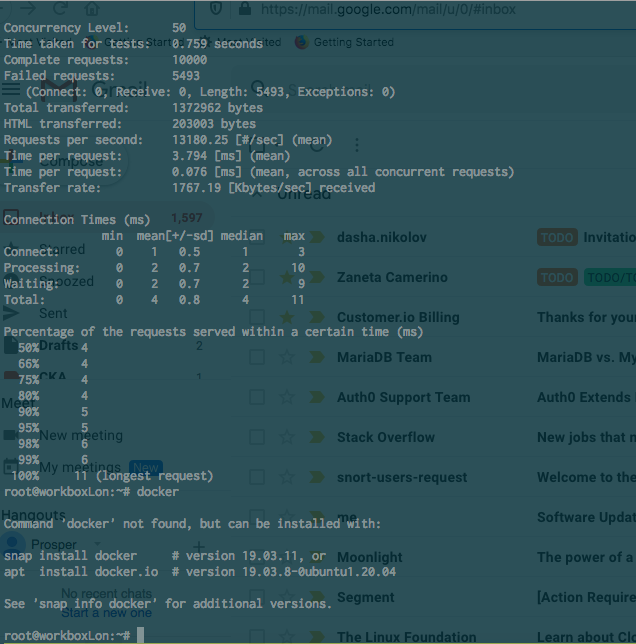 https://mail.google.com/mail/u/0/#inbox
Concurrency Level:      50
Time taken for tests:   0.759 seconds
Getting Started
Complete requests:      10000
Failed requests:        5493
   (Connect: 0, Receive: 0, Length: 5493, Exceptions: 0)
Gmail
Total transferred:      1372962 bytes
HTML transferred:       203003 bytes
Requests per second:    13180.25 [#/sec] (mean)
Time per request:       3.794 [ms] (mean)
Compose
Time per request:       0.076 [ms] (mean, across all concurrent requests)
Transfer rate:          1767.19 [Kbytes/sec] received
Unread
Inbox 1,597
Connection Times (ms)
              min  mean[+/-sd] median   max
Connect:        0    1   0.5      1       3
Processing:     0    2   0.7      2      10
Waiting:        0    2   0.7      2       9
Total:          0    4   0.8      4      11
Starred
Snoozed
Sent
Drafts 2
CKA 1
Percentage of the requests served within a certain time (ms)
  50%      4
  66%      4
  75%      4
  80%      4
  90%      5
  95%      5
  98%      6
  99%      6
 100%     11 (longest request)
Meet
New meeting
My meetings New
Hangouts
Prosper
No recent chats
Start a new one
root@workboxLon:~# docker
Command 'docker' not found, but can be installed with:
snap install docker     # version 19.03.11, or
apt  install docker.io  # version 19.03.8-0ubuntu1.20.04
See 'snap info docker' for additional versions.
root@workboxLon:~#
dasha.nikolov TODO Invitatio
Zaneta Camerino TODO TODO/TO
Customer.io Billing Thanks for your
MariaDB Team MariaDB vs. My
Auth0 Support Team Auth0 Extends
Stack Overflow New jobs that m
snort-users-request Welcome to the
me Software Updat
Moonlight The power of a
Segment [Action Require
The Linux Foundation Learn about Clo